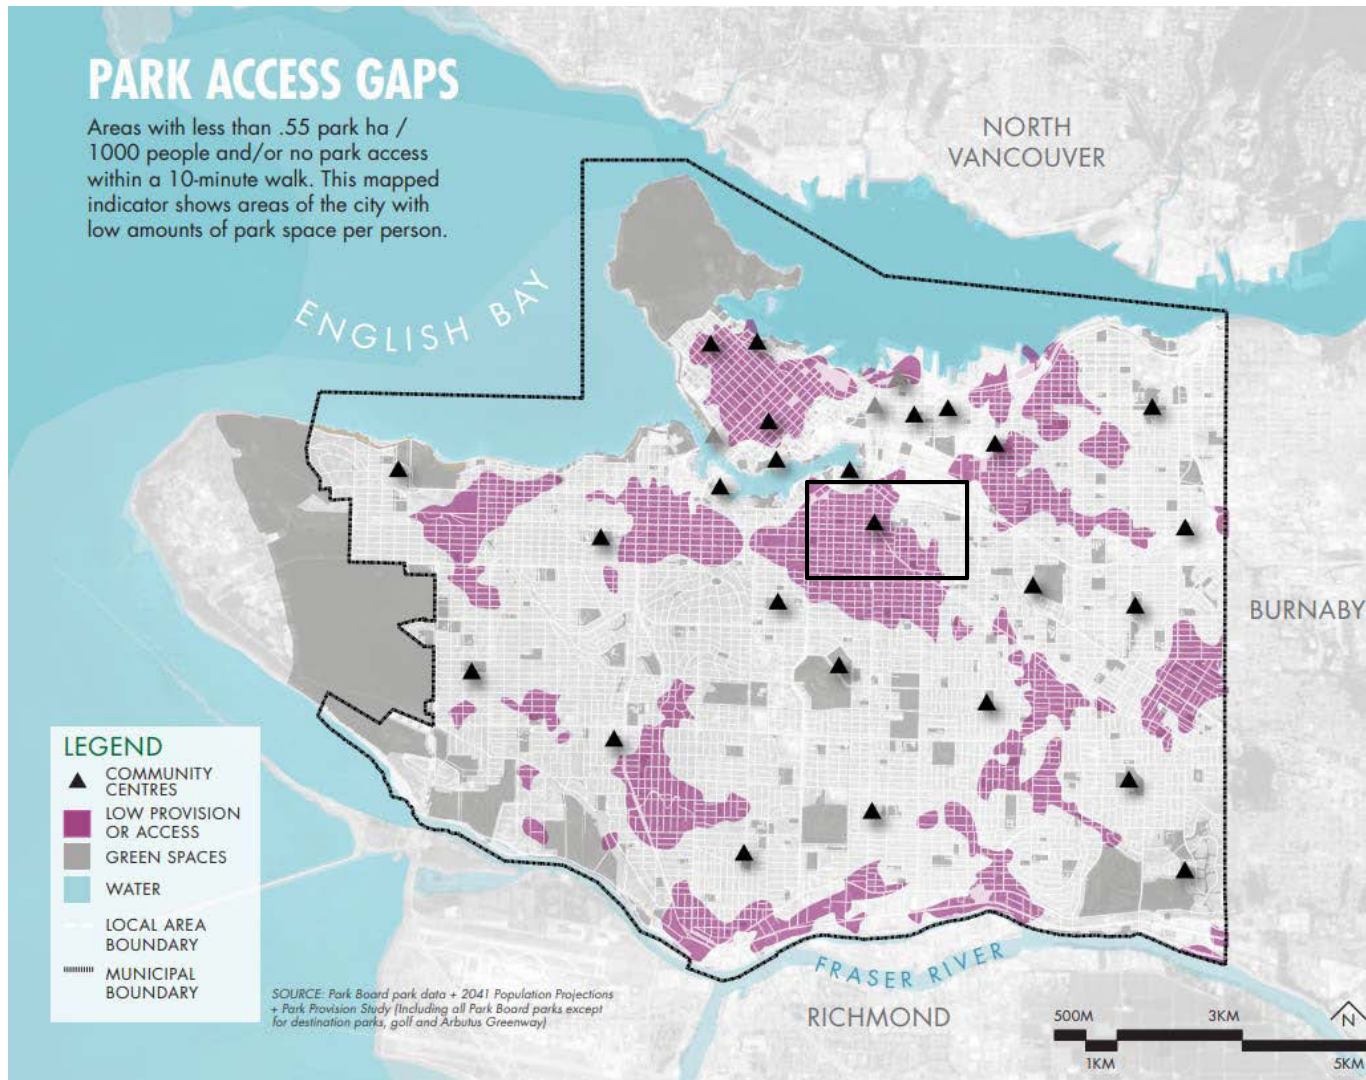 PARK ACCESS GAPS
Areas with less than .55 park ha /
1000 people and/or no park access
within a 10-minute walk. This mapped
indicator shows areas of the city with
low amounts of park space per person.
NORTH
VANCOUVER
ENGLISH BAY
BURNABY
LEGEND
COMMUNITY
CENTRES
LOW PROVISION
OR ACCESS
GREEN SPACES
WATER
LOCAL AREA
BOUNDARY
MUNICIPAL
BOUNDARY
SOURCE: Park Board park data + 2041 Population Projections
+ Park Provision Study (Including all Park Board parks except
for destination parks, golf and Arbutus Greenway)
FRASER RIVER
RICHMOND
500M 3KM N
1KM 5KM